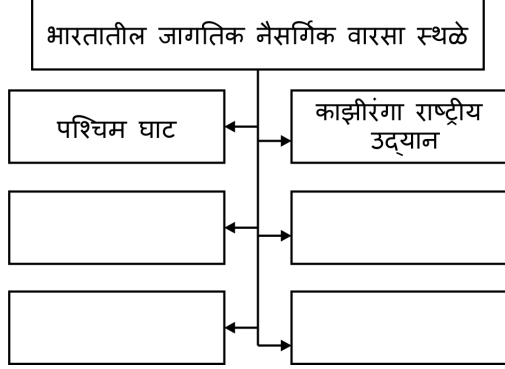 भारतातील जागतिक नैसर्गिक वारसा स्थळे
पश्चिम घाट
काझीरंगा राष्ट्रीय
उद्‌यान